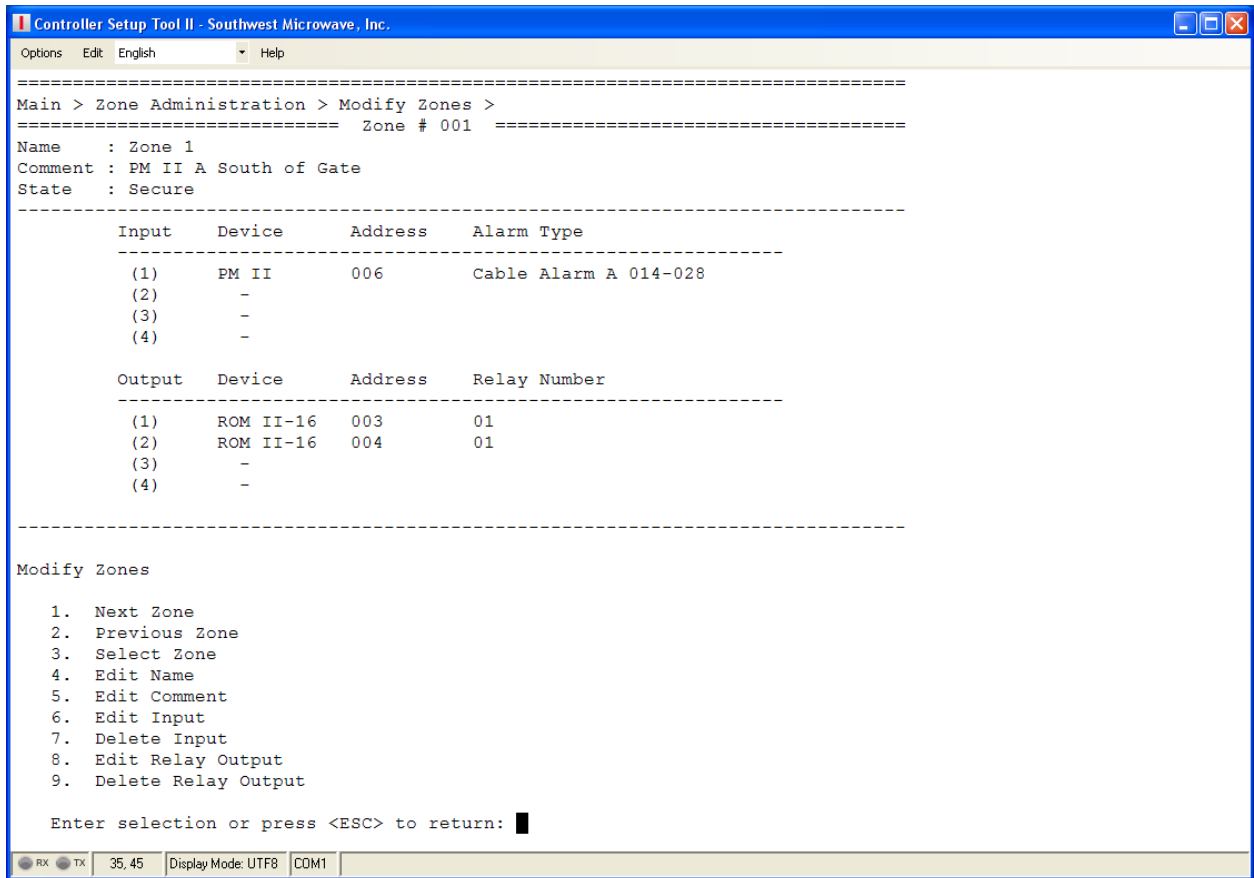 Controller Setup Tool II - Southwest Microwave, Inc.
Options Edit English Help
================================================================================
Main > Zone Administration > Modify Zones >
============================= Zone # 001 =====================================
Name : Zone 1
Comment : PM II A South of Gate
State : Secure
--------------------------------------------------------------------------------
Input Device Address Alarm Type
------------------------------------------------------------
(1) PM II 006 Cable Alarm A 014-028
(2) -
(3) -
(4) -
Output Device Address Relay Number
------------------------------------------------------------
(1) ROM II-16 003 01
(2) ROM II-16 004 01
(3) -
(4) -
--------------------------------------------------------------------------------
Modify Zones
1. Next Zone
2. Previous Zone
3. Select Zone
4. Edit Name
5. Edit Comment
6. Edit Input
7. Delete Input
8. Edit Relay Output
9. Delete Relay Output
Enter selection or press <ESC> to return:
RX TX 35, 45 Display Mode: UTF8 COM1